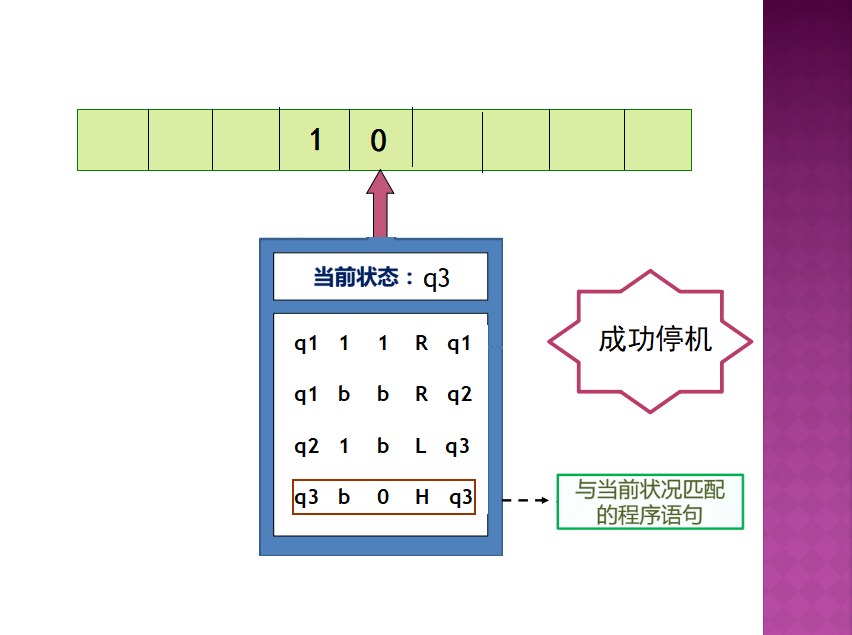 1 0
当前状态：q3
q1 1 1 R q1
q1 b b R q2
q2 1 b L q3
q3 b 0 H q3
成功停机
与当前状况匹配
的程序语句